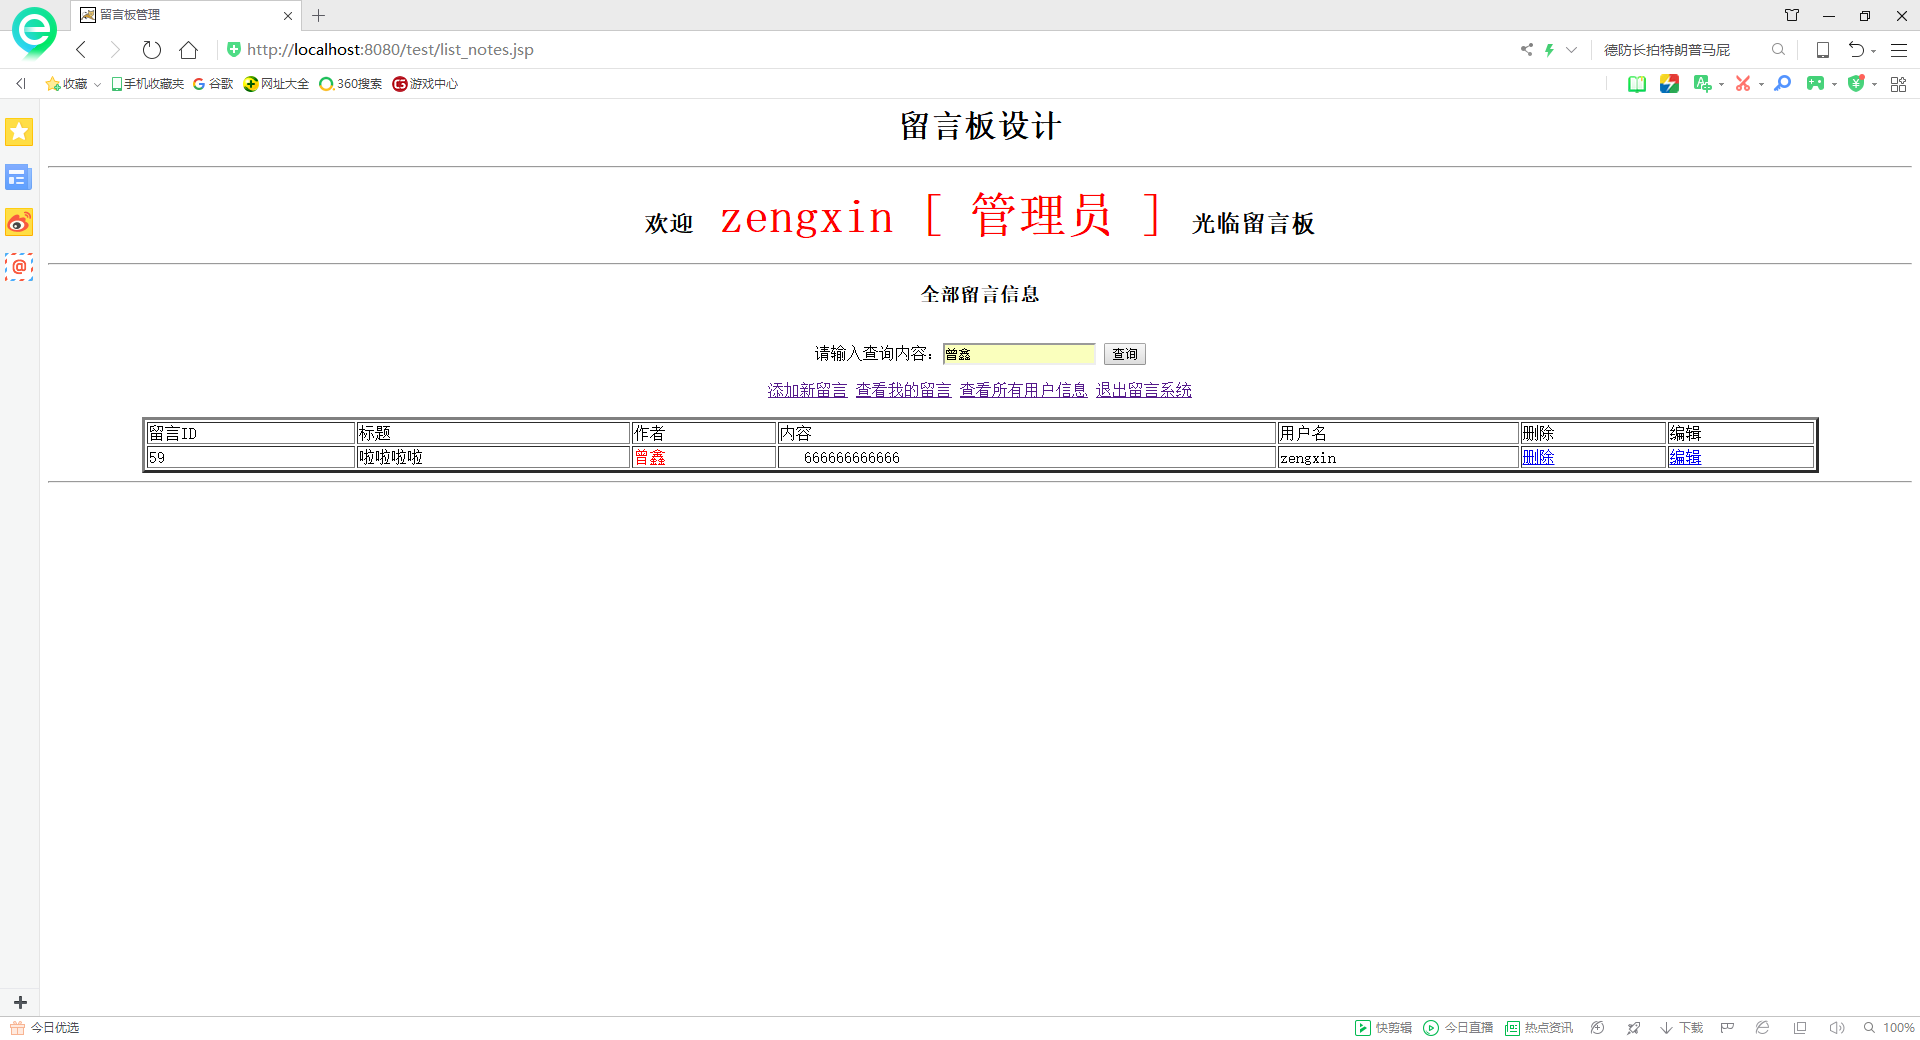 留言板管理
http://localhost:8080/test/list_notes.jsp 德防长拍特朗普马屁
收藏 手机收藏夹 谷歌 网址大全 360搜索 游戏中心
留言板设计
欢迎 zengxin [ 管理员 ] 光临留言板
全部留言信息
请输入查询内容: 曾鑫 查询
添加新留言 查看我的留言 查看所有用户信息 退出留言系统
留言ID 标题 作者 内容 用户名 删除 编辑
59 啦啦啦啦 曾鑫 666666666666 zengxin 删除 编辑
今日优选 快剪辑 今日直播 热点资讯 下载 100%